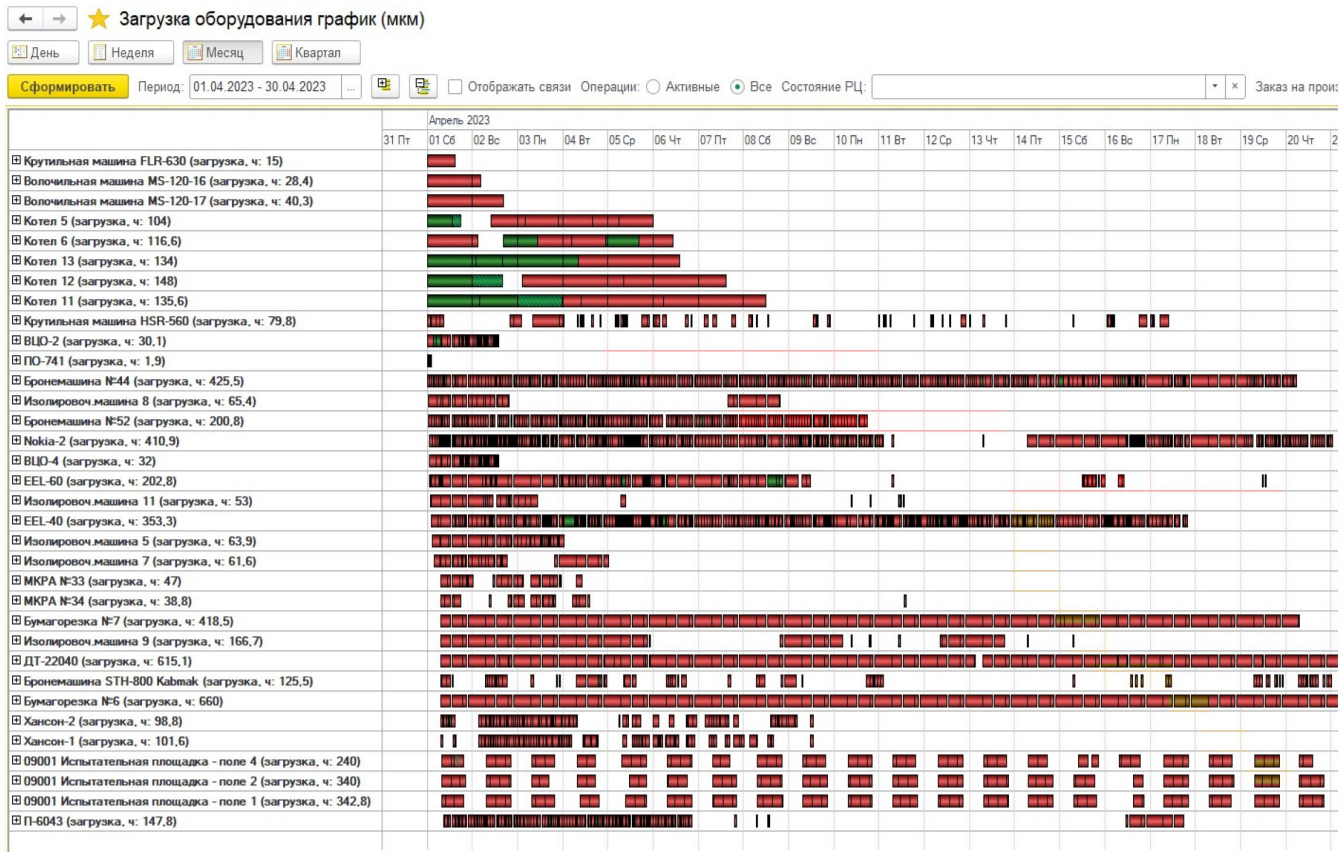 Загрузка оборудования график (мкм)
День Неделя Месяц Квартал
Сформировать Период: 01.04.2023 - 30.04.2023 ... Отображать связи Операции: Активные Все Состояние РЦ: Заказ на произ
Апрель 2023
31 Пт 01 Сб 02 Вс 03 Пн 04 Вт 05 Ср 06 Чт 07 Пт 08 Сб 09 Вс 10 Пн 11 Вт 12 Ср 13 Чт 14 Пт 15 Сб 16 Вс 17 Пн 18 Вт 19 Ср 20 Чт 2
Крутильная машина FLR-630 (загрузка, ч: 15)
Волочильная машина MS-120-16 (загрузка, ч: 28,4)
Волочильная машина MS-120-17 (загрузка, ч: 40,3)
Котел 5 (загрузка, ч: 104)
Котел 6 (загрузка, ч: 116,6)
Котел 13 (загрузка, ч: 134)
Котел 12 (загрузка, ч: 148)
Котел 11 (загрузка, ч: 135,6)
Крутильная машина HSR-560 (загрузка, ч: 79,8)
ВЦО-2 (загрузка, ч: 30,1)
ПО-741 (загрузка, ч: 1,9)
Бронемашина №44 (загрузка, ч: 425,5)
Изолировоч.машина 8 (загрузка, ч: 65,4)
Бронемашина №52 (загрузка, ч: 200,8)
Nokia-2 (загрузка, ч: 410,9)
ВЦО-4 (загрузка, ч: 32)
EEL-60 (загрузка, ч: 202,8)
Изолировоч.машина 11 (загрузка, ч: 53)
EEL-40 (загрузка, ч: 353,3)
Изолировоч.машина 5 (загрузка, ч: 63,9)
Изолировоч.машина 7 (загрузка, ч: 61,6)
МКРА №33 (загрузка, ч: 47)
МКРА №34 (загрузка, ч: 38,8)
Бумагорезка №7 (загрузка, ч: 418,5)
Изолировоч.машина 9 (загрузка, ч: 166,7)
ДТ-22040 (загрузка, ч: 615,1)
Бронемашина STH-800 Kabmak (загрузка, ч: 125,5)
Бумагорезка №6 (загрузка, ч: 660)
Хансон-2 (загрузка, ч: 98,8)
Хансон-1 (загрузка, ч: 101,6)
09001 Испытательная площадка - поле 4 (загрузка, ч: 240)
09001 Испытательная площадка - поле 2 (загрузка, ч: 340)
09001 Испытательная площадка - поле 1 (загрузка, ч: 342,8)
П-6043 (загрузка, ч: 147,8)